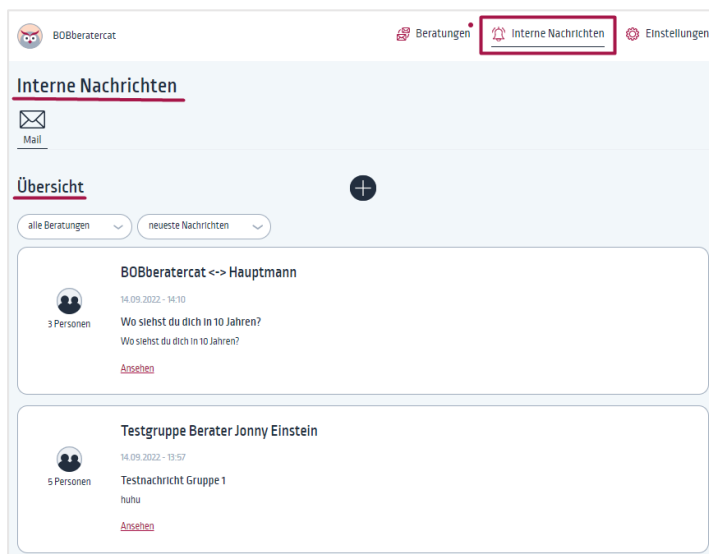 BOBberatercat
Beratungen
Interne Nachrichten
Einstellungen
Interne Nachrichten
Mail
Übersicht
alle Beratungen
neueste Nachrichten
BOBberatercat <-> Hauptmann
14.09.2022 - 14:10
3 Personen
Wo siehst du dich in 10 Jahren?
Wo siehst du dich in 10 Jahren?
Ansehen
Testgruppe Berater Jonny Einstein
14.09.2022 - 13:57
5 Personen
Testnachricht Gruppe 1
huhu
Ansehen